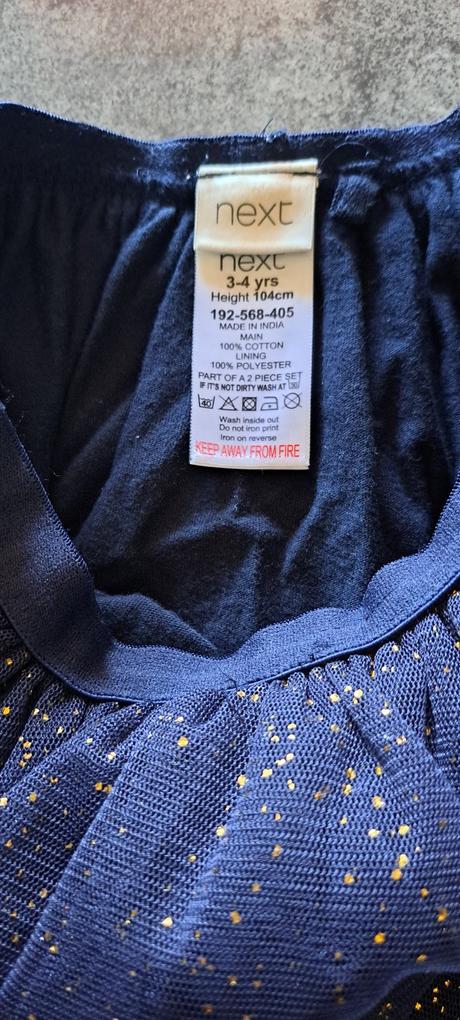 next
next
3-4 yrs
Height 104cm
192-568-405
MADE IN INDIA
MAIN
100% COTTON
LINING
100% POLYESTER
PART OF A 2 PIECE SET
IF IT'S NOT DIRTY WASH AT 30
40
Wash inside out
Do not iron print
Iron on reverse
KEEP AWAY FROM FIRE